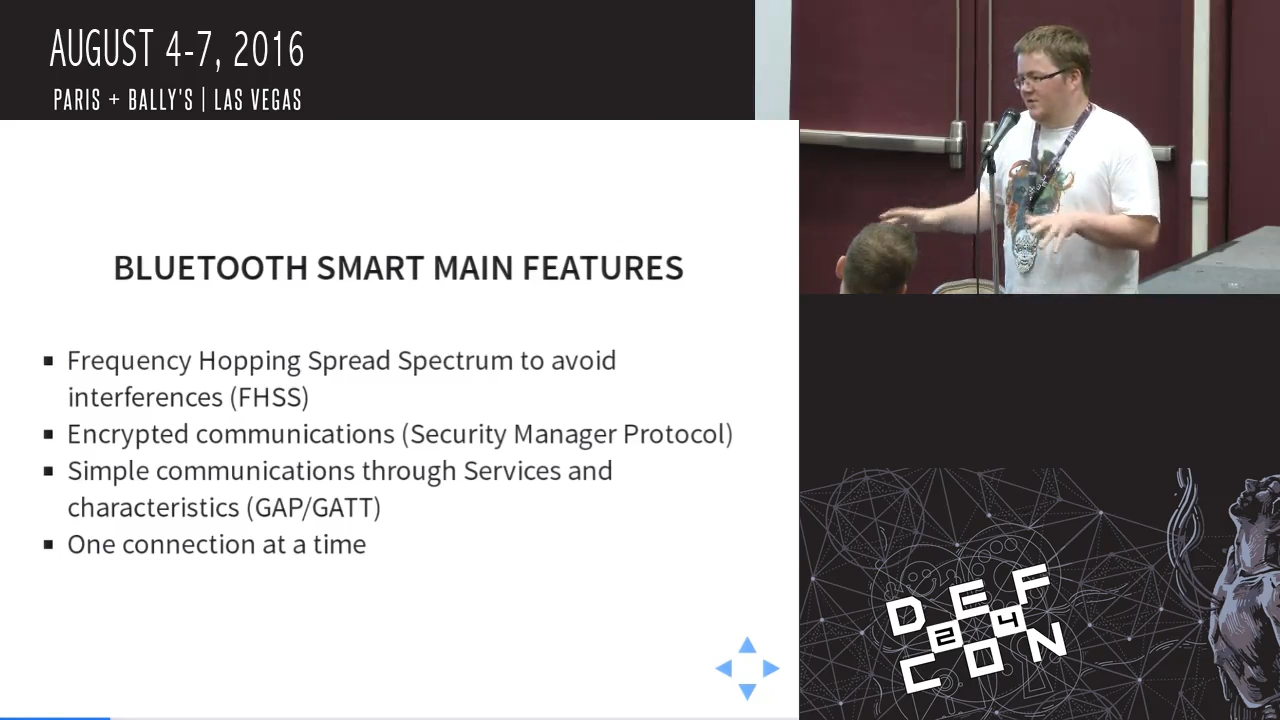 AUGUST 4-7, 2016
PARIS + BALLY'S | LAS VEGAS
BLUETOOTH SMART MAIN FEATURES
▪ Frequency Hopping Spread Spectrum to avoid
interferences (FHSS)
▪ Encrypted communications (Security Manager Protocol)
▪ Simple communications through Services and
characteristics (GAP/GATT)
▪ One connection at a time
DEF
24
CON